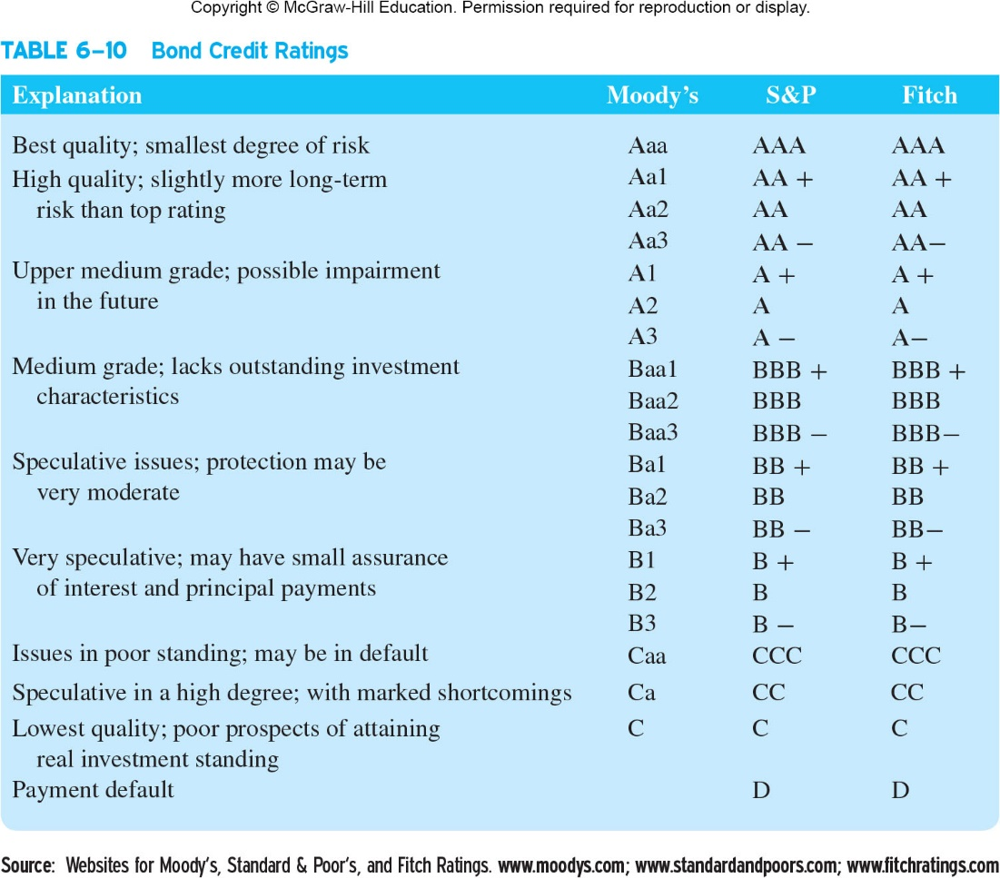 Copyright © McGraw-Hill Education. Permission required for reproduction or display.
TABLE 6–10 Bond Credit Ratings
Explanation Moody's S&P Fitch
Best quality; smallest degree of risk Aaa AAA AAA
High quality; slightly more long-term Aa1 AA + AA +
risk than top rating Aa2 AA AA
Aa3 AA − AA−
Upper medium grade; possible impairment A1 A + A +
in the future A2 A A
A3 A − A−
Medium grade; lacks outstanding investment Baa1 BBB + BBB +
characteristics Baa2 BBB BBB
Baa3 BBB − BBB−
Speculative issues; protection may be Ba1 BB + BB +
very moderate Ba2 BB BB
Ba3 BB − BB−
Very speculative; may have small assurance B1 B + B +
of interest and principal payments B2 B B
B3 B − B−
Issues in poor standing; may be in default Caa CCC CCC
Speculative in a high degree; with marked shortcomings Ca CC CC
Lowest quality; poor prospects of attaining C C C
real investment standing
Payment default D D
Source: Websites for Moody's, Standard & Poor's, and Fitch Ratings. www.moodys.com; www.standardandpoors.com; www.fitchratings.com